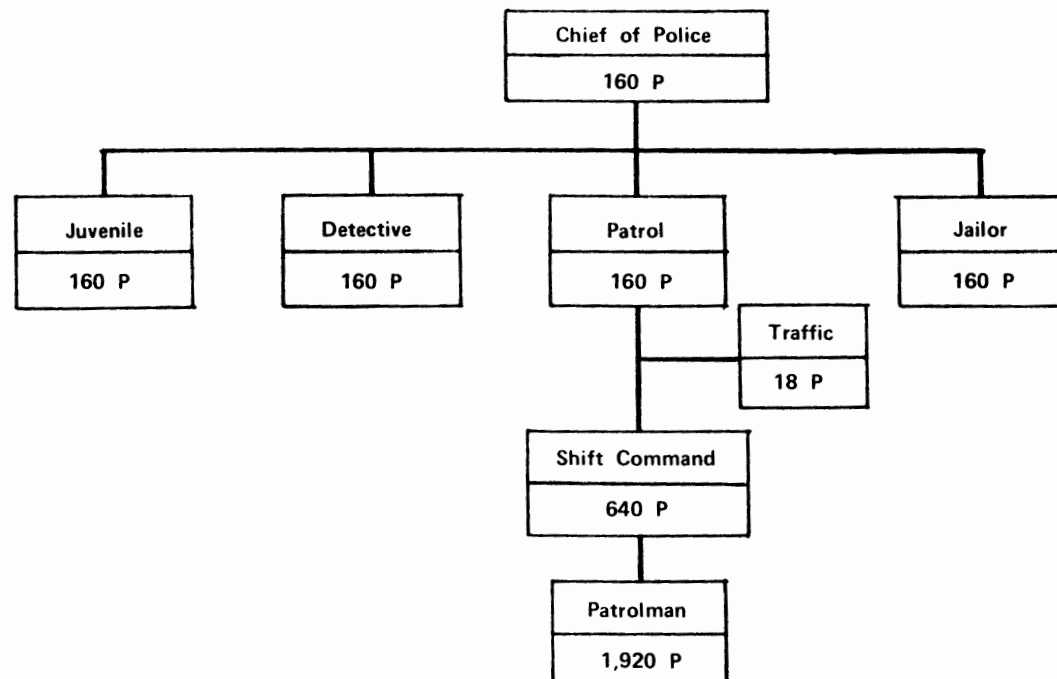 Chief of Police
160 P
Juvenile
160 P
Detective
160 P
Patrol
160 P
Jailor
160 P
Traffic
18 P
Shift Command
640 P
Patrolman
1,920 P